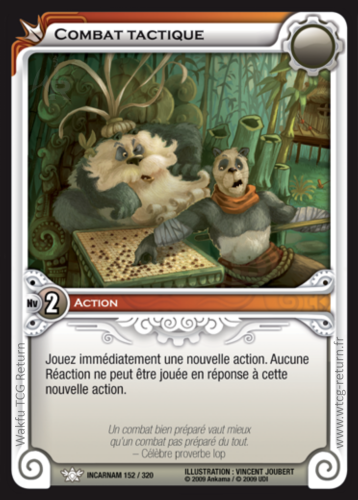 COMBAT TACTIQUE
Nv 2 ACTION
Jouez immédiatement une nouvelle action. Aucune
Réaction ne peut être jouée en réponse à cette
nouvelle action.
Un combat bien préparé vaut mieux
qu'un combat pas préparé du tout.
– Célèbre proverbe Iop
INCARNAM 152 / 320
ILLUSTRATION : VINCENT JOUBERT
© 2009 Ankama / © 2009 UDI
Wakfu TCG Return
www.wtcg-return.fr